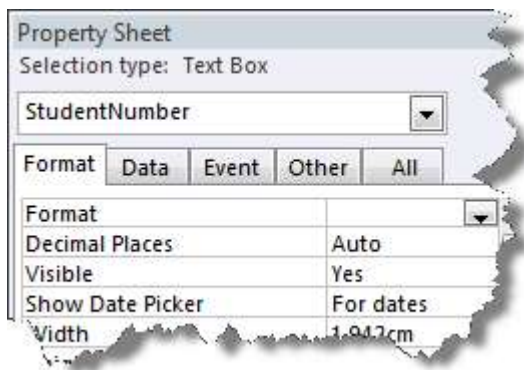 Property Sheet
Selection type: Text Box
StudentNumber
Format Data Event Other All
Format
Decimal Places Auto
Visible Yes
Show Date Picker For dates
Width 1.942cm